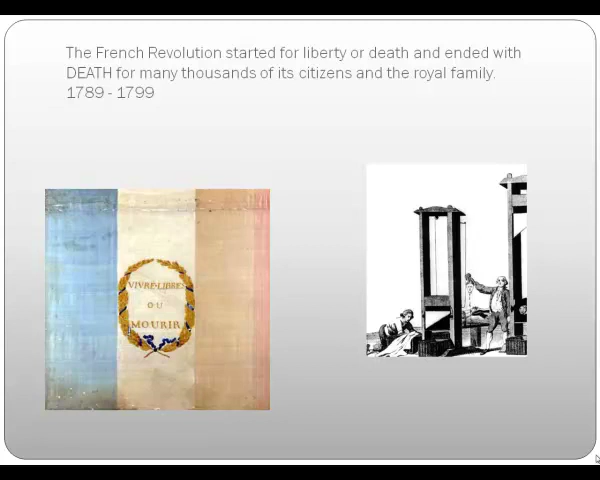 The French Revolution started for liberty or death and ended with
DEATH for many thousands of its citizens and the royal family.
1789 - 1799
VIVRE LIBRE
OU
MOURIR